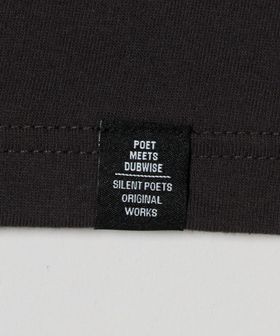 POET
MEETS
DUBWISE
SILENT POETS
ORIGINAL
WORKS